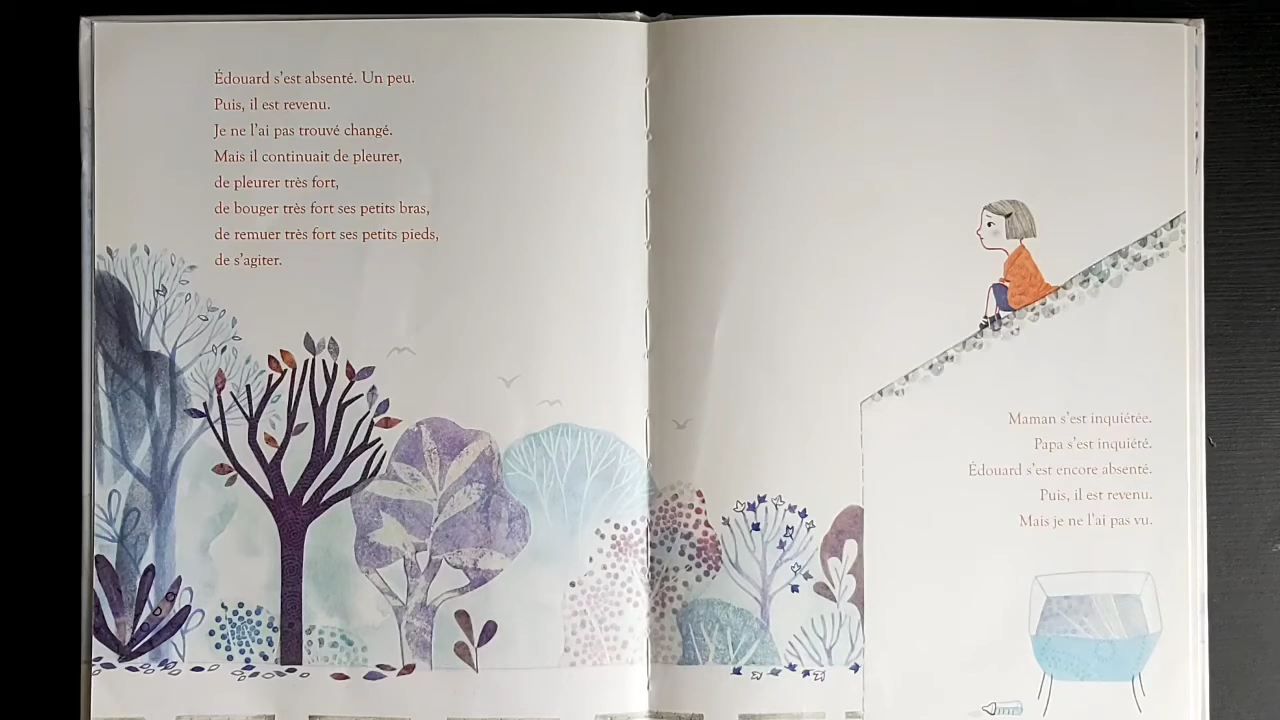 Édouard s'est absenté. Un peu.
Puis, il est revenu.
Je ne l'ai pas trouvé changé.
Mais il continuait de pleurer,
de pleurer très fort,
de bouger très fort ses petits bras,
de remuer très fort ses petits pieds,
de s'agiter.
Maman s'est inquiétée.
Papa s'est inquiété.
Édouard s'est encore absenté.
Puis, il est revenu.
Mais je ne l'ai pas vu.